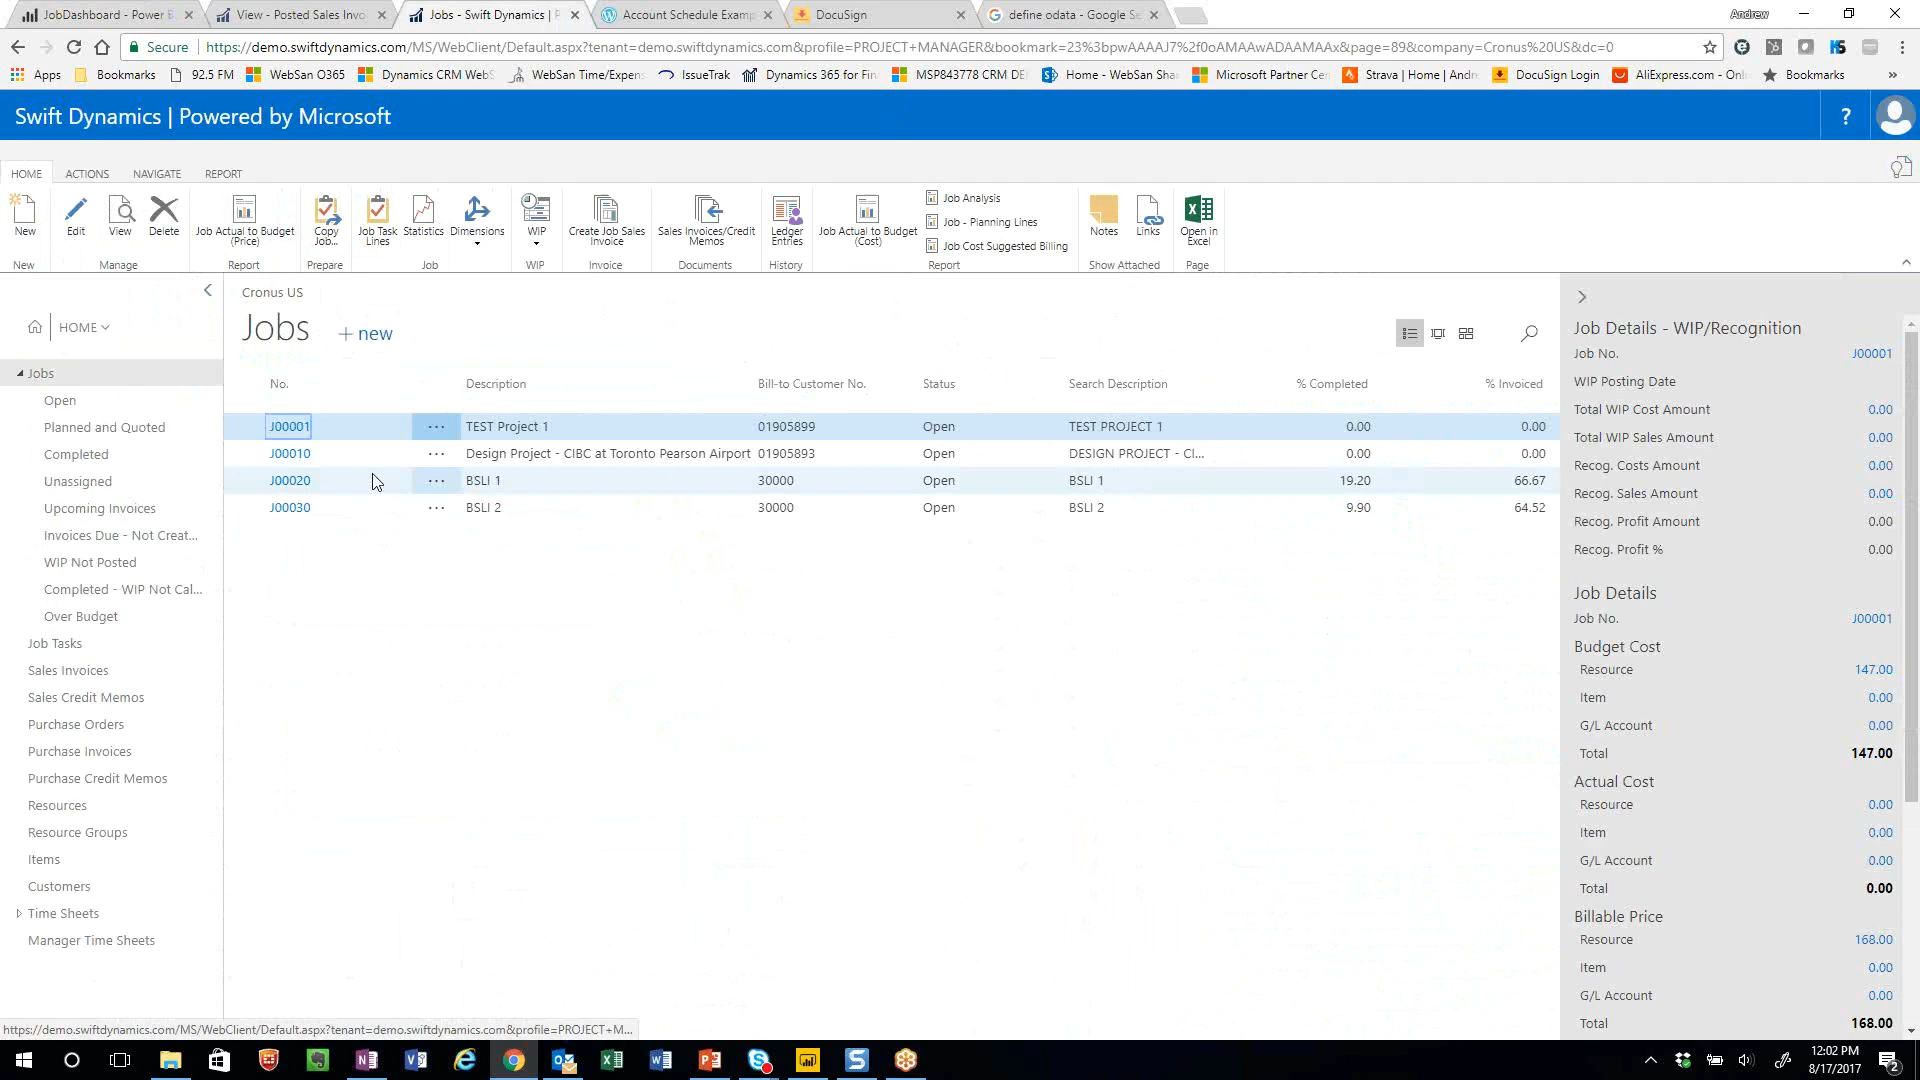 JobDashboard - Power B
View - Posted Sales Invo
Jobs - Swift Dynamics | P
Account Schedule Examp
DocuSign
define odata - Google Se
Andrew
Secure
https://demo.swiftdynamics.com/MS/WebClient/Default.aspx?tenant=demo.swiftdynamics.com&profile=PROJECT+MANAGER&bookmark=23%3bpwAAAAJ7%2f0oAMAAwADAAMAAx&page=89&company=Cronus%20US&dc=0
Apps
Bookmarks
92.5 FM
WebSan O365
Dynamics CRM WebS
WebSan Time/Expens
IssueTrak
Dynamics 365 for Fin
MSP843778 CRM DE
Home - WebSan Sha
Microsoft Partner Cen
Strava | Home | Andre
DocuSign Login
AliExpress.com - Onl
Bookmarks
»
Swift Dynamics | Powered by Microsoft
?
HOME
ACTIONS
NAVIGATE
REPORT
New
Edit
View
Delete
Job Actual to Budget (Price)
Copy Job...
Job Task Lines
Statistics
Dimensions
WIP
Create Job Sales Invoice
Sales Invoices/Credit Memos
Ledger Entries
Job Actual to Budget (Cost)
Job Analysis
Job - Planning Lines
Job Cost Suggested Billing
Notes
Links
Open in Excel
New
Manage
Report
Prepare
Job
WIP
Invoice
Documents
History
Report
Show Attached
Page
HOME
Jobs
Open
Planned and Quoted
Completed
Unassigned
Upcoming Invoices
Invoices Due - Not Creat...
WIP Not Posted
Completed - WIP Not Cal...
Over Budget
Job Tasks
Sales Invoices
Sales Credit Memos
Purchase Orders
Purchase Invoices
Purchase Credit Memos
Resources
Resource Groups
Items
Customers
Time Sheets
Manager Time Sheets
Cronus US
Jobs + new
No. Description Bill-to Customer No. Status Search Description % Completed % Invoiced
J00001 ... TEST Project 1 01905899 Open TEST PROJECT 1 0.00 0.00
J00010 ... Design Project - CIBC at Toronto Pearson Airport 01905893 Open DESIGN PROJECT - CI... 0.00 0.00
J00020 ... BSLI 1 30000 Open BSLI 1 19.20 66.67
J00030 ... BSLI 2 30000 Open BSLI 2 9.90 64.52
Job Details - WIP/Recognition
Job No. J00001
WIP Posting Date
Total WIP Cost Amount 0.00
Total WIP Sales Amount 0.00
Recog. Costs Amount 0.00
Recog. Sales Amount 0.00
Recog. Profit Amount 0.00
Recog. Profit % 0.00
Job Details
Job No. J00001
Budget Cost
Resource 147.00
Item 0.00
G/L Account 0.00
Total 147.00
Actual Cost
Resource 0.00
Item 0.00
G/L Account 0.00
Total 0.00
Billable Price
Resource 168.00
Item 0.00
G/L Account 0.00
Total 168.00
https://demo.swiftdynamics.com/MS/WebClient/Default.aspx?tenant=demo.swiftdynamics.com&profile=PROJECT+M...
12:02 PM
8/17/2017
2